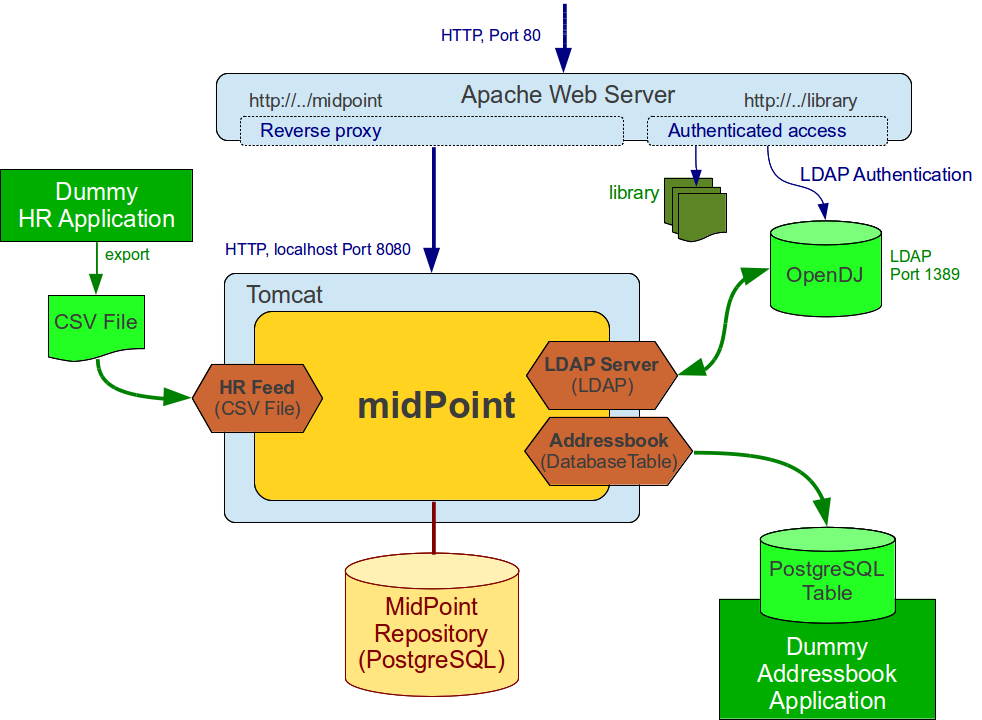 HTTP, Port 80
Apache Web Server
http://../midpoint
http://../library
Reverse proxy
Authenticated access
Dummy
HR Application
export
CSV File
HTTP, localhost Port 8080
library
LDAP Authentication
OpenDJ
LDAP
Port 1389
Tomcat
midPoint
HR Feed
(CSV File)
LDAP Server
(LDAP)
Addressbook
(DatabaseTable)
MidPoint
Repository
(PostgreSQL)
PostgreSQL
Table
Dummy
Addressbook
Application